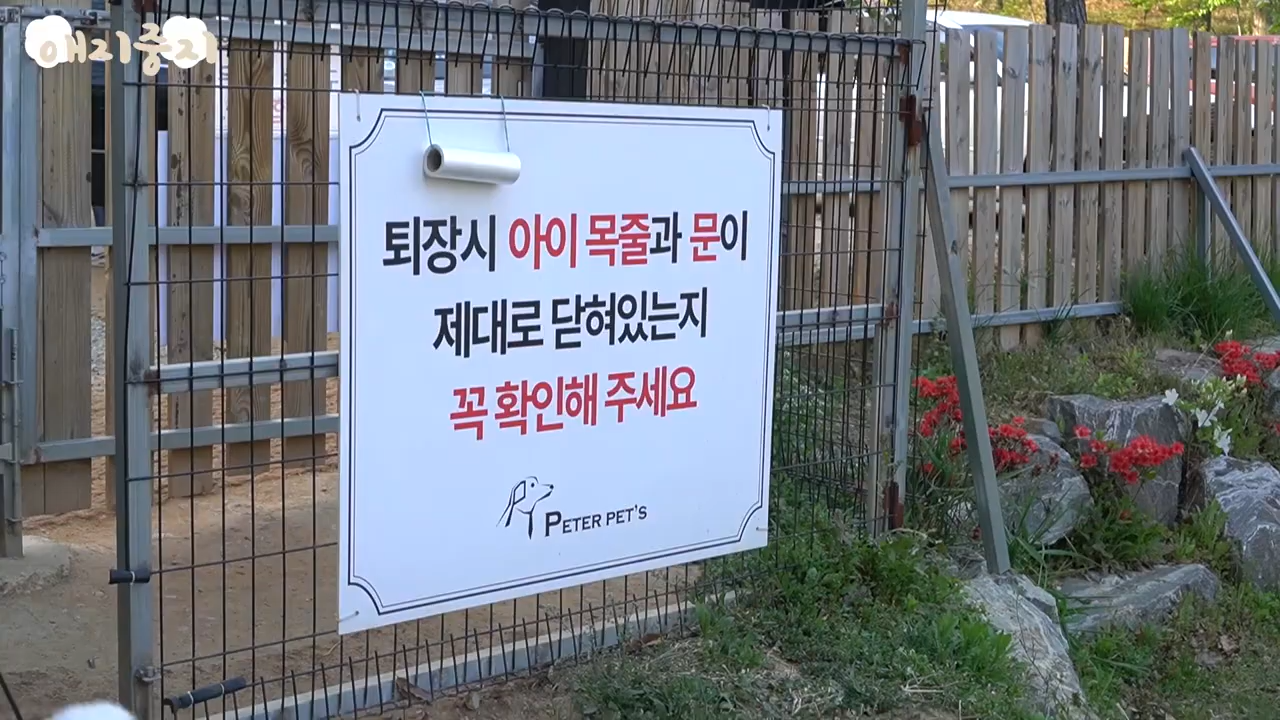 애지중지
퇴장시 아이 목줄과 문이
제대로 닫혀있는지
꼭 확인해 주세요
PETER PET'S